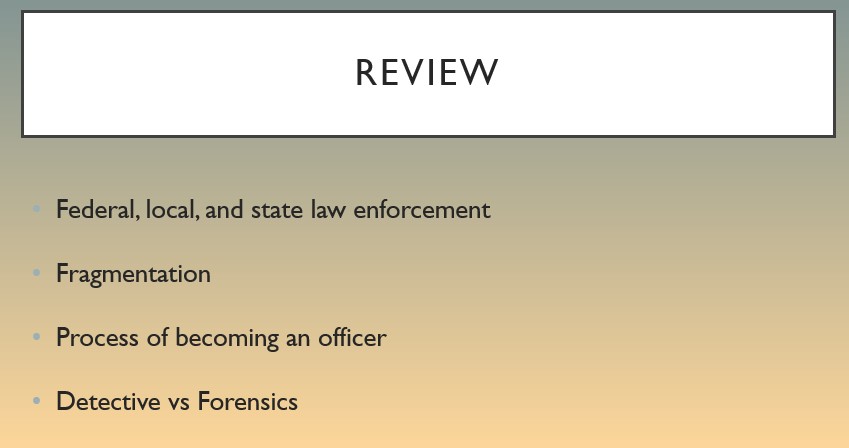 REVIEW
• Federal, local, and state law enforcement
• Fragmentation
• Process of becoming an officer
• Detective vs Forensics